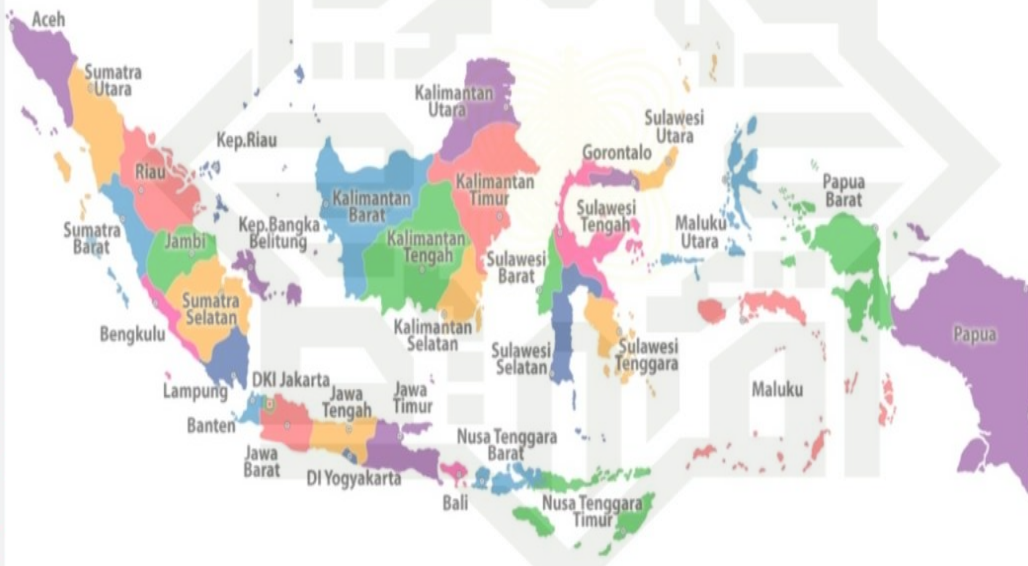 Aceh
Sumatra
Utara
Kep.Riau
Riau
Sumatra
Barat
Jambi
Kep.Bangka
Belitung
Sumatra
Selatan
Bengkulu
Lampung
DKI Jakarta
Banten
Jawa
Barat
Jawa
Tengah
DI Yogyakarta
Jawa
Timur
Bali
Nusa Tenggara
Barat
Nusa Tenggara
Timur
Kalimantan
Utara
Kalimantan
Barat
Kalimantan
Timur
Kalimantan
Tengah
Kalimantan
Selatan
Sulawesi
Utara
Gorontalo
Sulawesi
Tengah
Sulawesi
Barat
Sulawesi
Selatan
Sulawesi
Tenggara
Maluku
Utara
Maluku
Papua
Barat
Papua